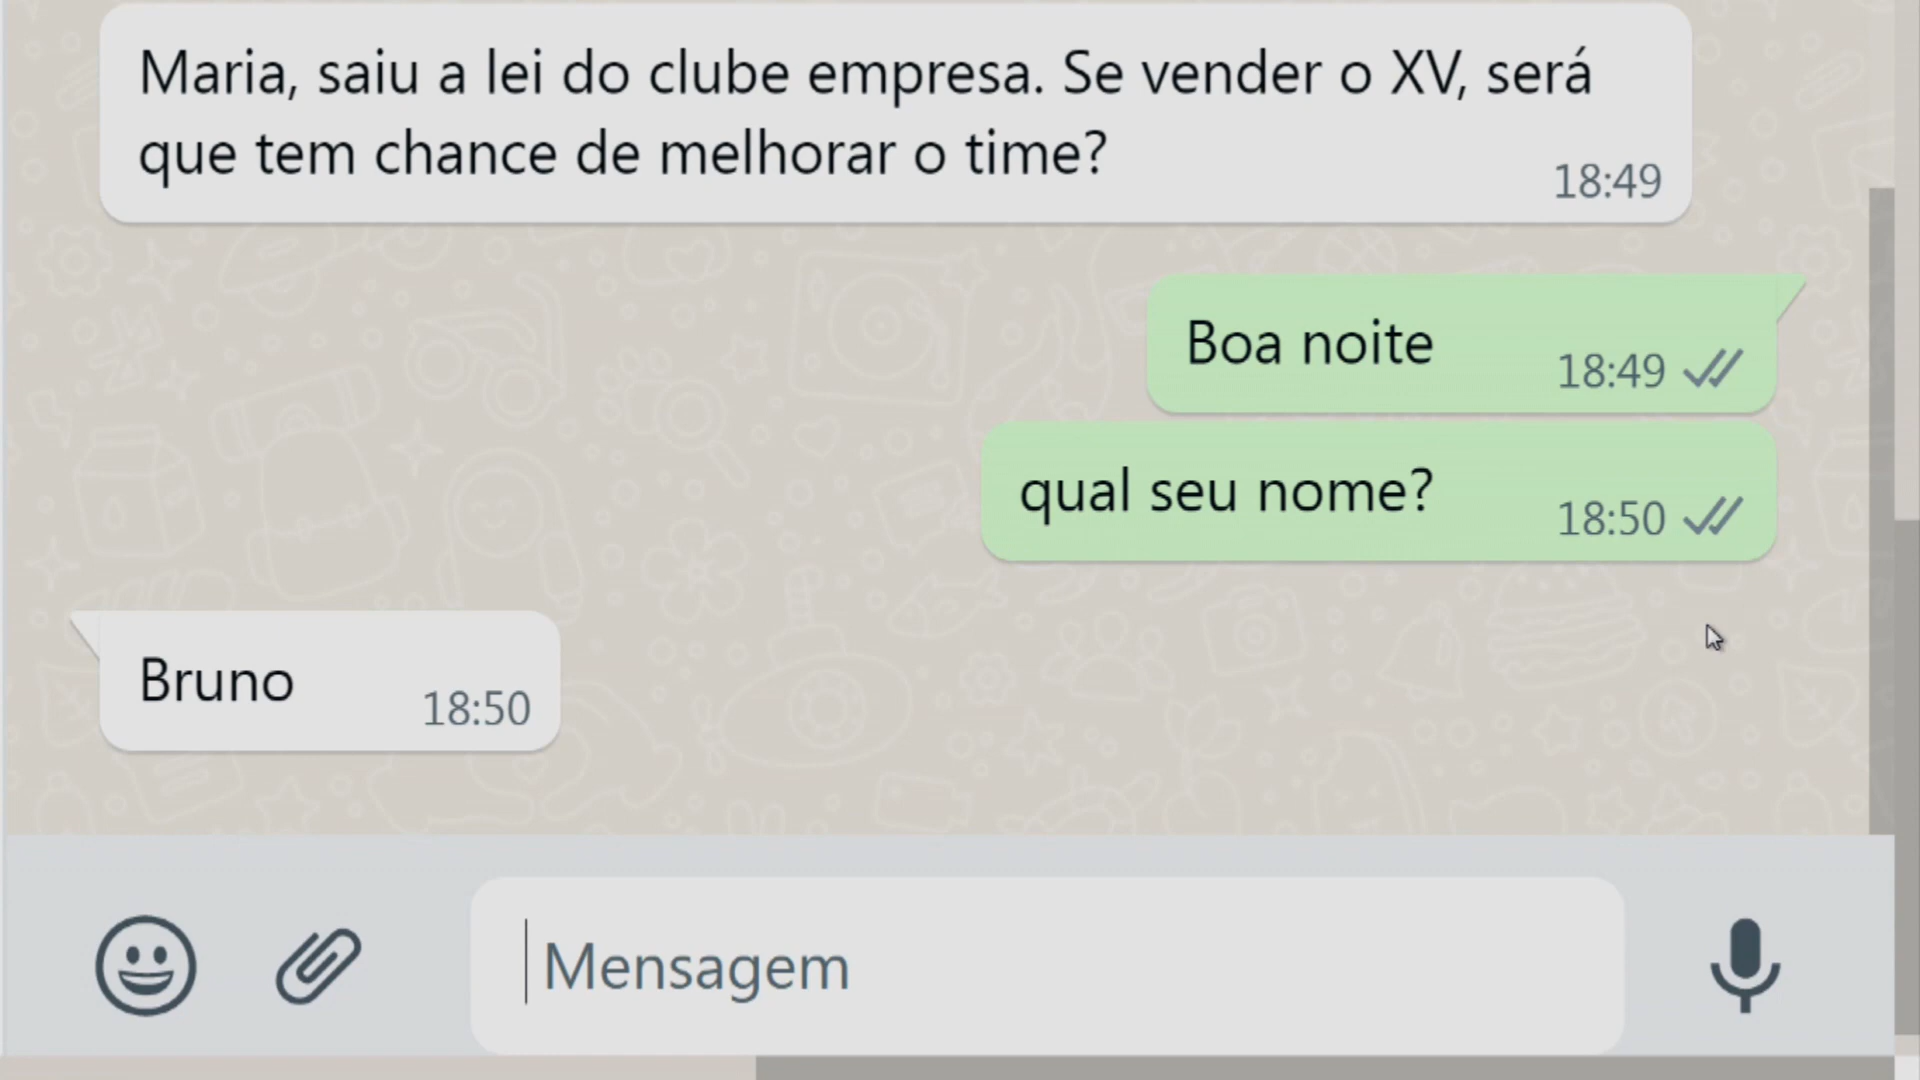 Maria, saiu a lei do clube empresa. Se vender o XV, será
que tem chance de melhorar o time?
18:49
Boa noite
18:49
qual seu nome?
18:50
Bruno
18:50
Mensagem